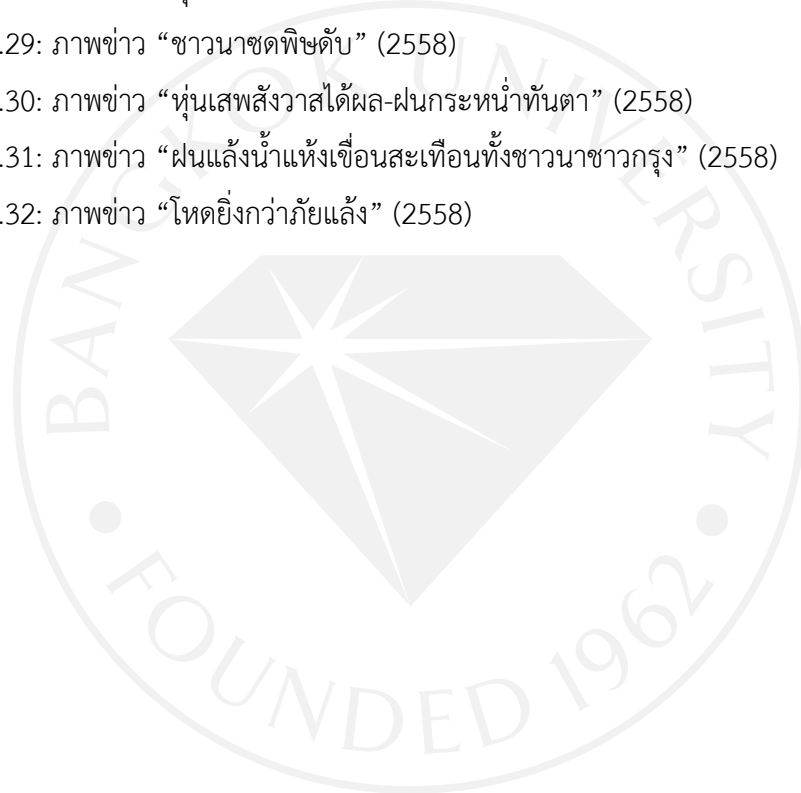 .29: ภาพข่าว “ชาวนาซดพิษดับ” (2558)
.30: ภาพข่าว “หุ่นเสพสังวาสได้ผล-ฝนกระหน่ำทันตา” (2558)
.31: ภาพข่าว “ฝนแล้งน้ำแห้งเขื่อนสะเทือนทั้งชาวนาชาวกรุง” (2558)
.32: ภาพข่าว “โหดยิ่งกว่าภัยแล้ง” (2558)
BANGKOK UNIVERSITY
FOUNDED 1962